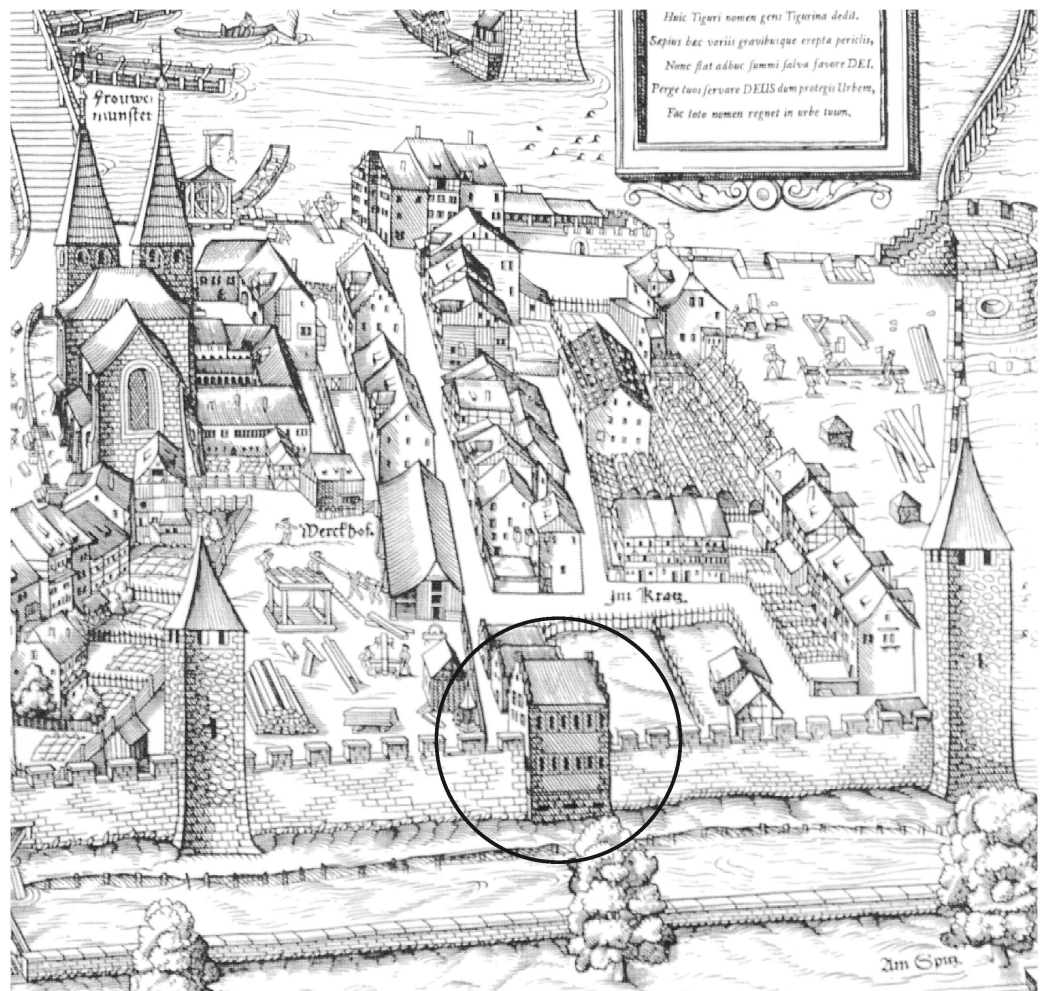 Huic Tiguri nomen gens Tigurina dedit.
Sæpius hæc variis gravibusque erepta periclis,
Nunc stat adhuc summi salva favore DEI.
Perge tuos servare DEUS dum protegis Urbem,
Fac toto nomen regnet in urbe tuum,
Frouwen
munster
Werckhof.
Im Kratz.
Am Spitz.